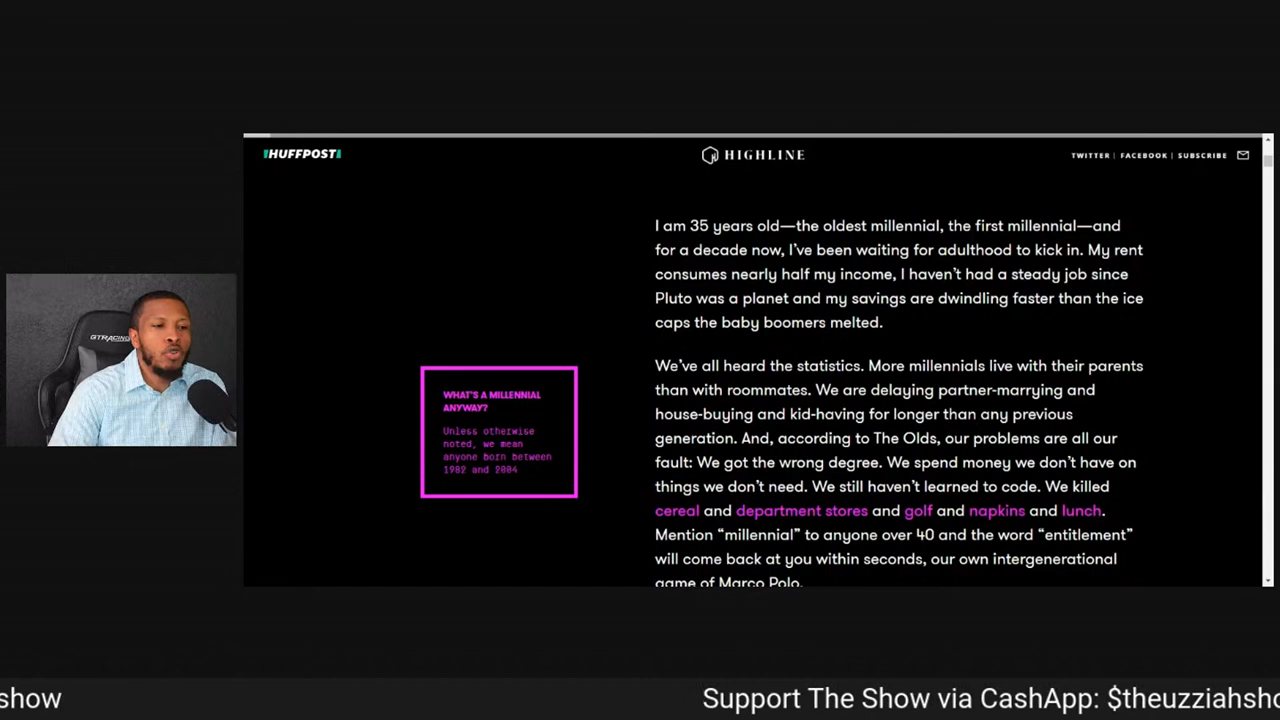 HUFFPOST
HIGHLINE
TWITTER | FACEBOOK | SUBSCRIBE
I am 35 years old—the oldest millennial, the first millennial—and
for a decade now, I've been waiting for adulthood to kick in. My rent
consumes nearly half my income, I haven't had a steady job since
Pluto was a planet and my savings are dwindling faster than the ice
caps the baby boomers melted.
We've all heard the statistics. More millennials live with their parents
than with roommates. We are delaying partner-marrying and
house-buying and kid-having for longer than any previous
generation. And, according to The Olds, our problems are all our
fault: We got the wrong degree. We spend money we don't have on
things we don't need. We still haven't learned to code. We killed
cereal and department stores and golf and napkins and lunch.
Mention “millennial” to anyone over 40 and the word “entitlement”
will come back at you within seconds, our own intergenerational
game of Marco Polo.
WHAT'S A MILLENNIAL
ANYWAY?
Unless otherwise
noted, we mean
anyone born between
1982 and 2004
GTRACING
show
Support The Show via CashApp: $theuzziahsho